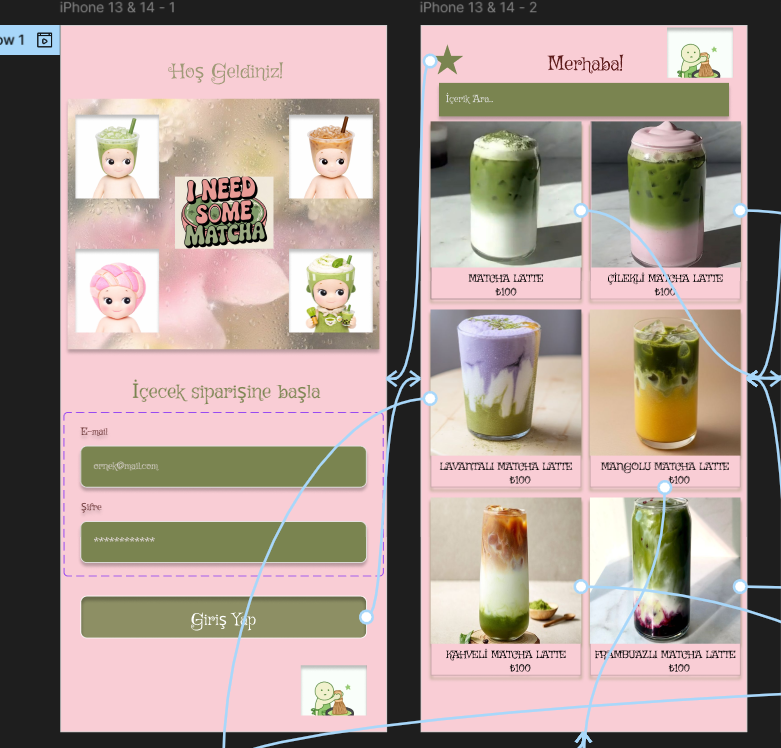 iPhone 13 & 14 - 1
iPhone 13 & 14 - 2
ow 1
Hoş Geldiniz!
I NEED
SOME
MATCHA
İçecek siparişine başla
E-mail
ornek@mail.com
Şifre
************
Giriş Yap
Merhaba!
İçerik Ara...
MATCHA LATTE
₺100
ÇİLEKLİ MATCHA LATTE
₺100
LAVANTALI MATCHA LATTE
₺100
MANGOLU MATCHA LATTE
₺100
KAHVELİ MATCHA LATTE
₺100
FRAMBUAZLI MATCHA LATTE
₺100